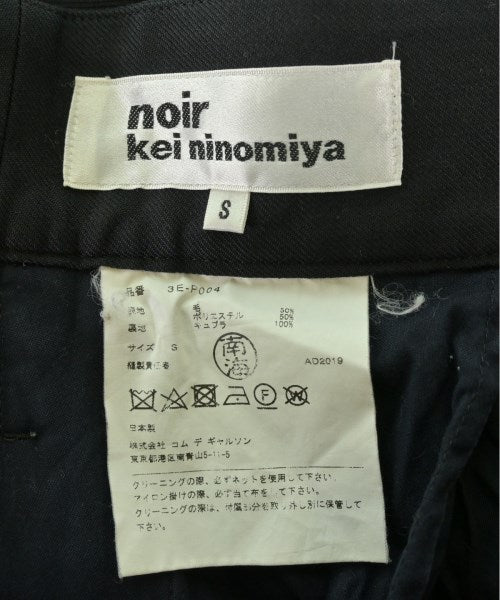 noir
kei ninomiya
S
品番 3E-P004
表地 毛 50%
ポリエステル 50%
裏地 キュプラ 100%
サイズ S
縫製責任者 南海 AD2019
日本製
株式会社 コム デ ギャルソン
東京都港区南青山5-11-5
クリーニングの際、必ずネットを使用して下さい。
アイロン掛けの際、必ず当て布をして下さい。
クリーニングの際は、付属部分を取り外し別に保管して
下さい。